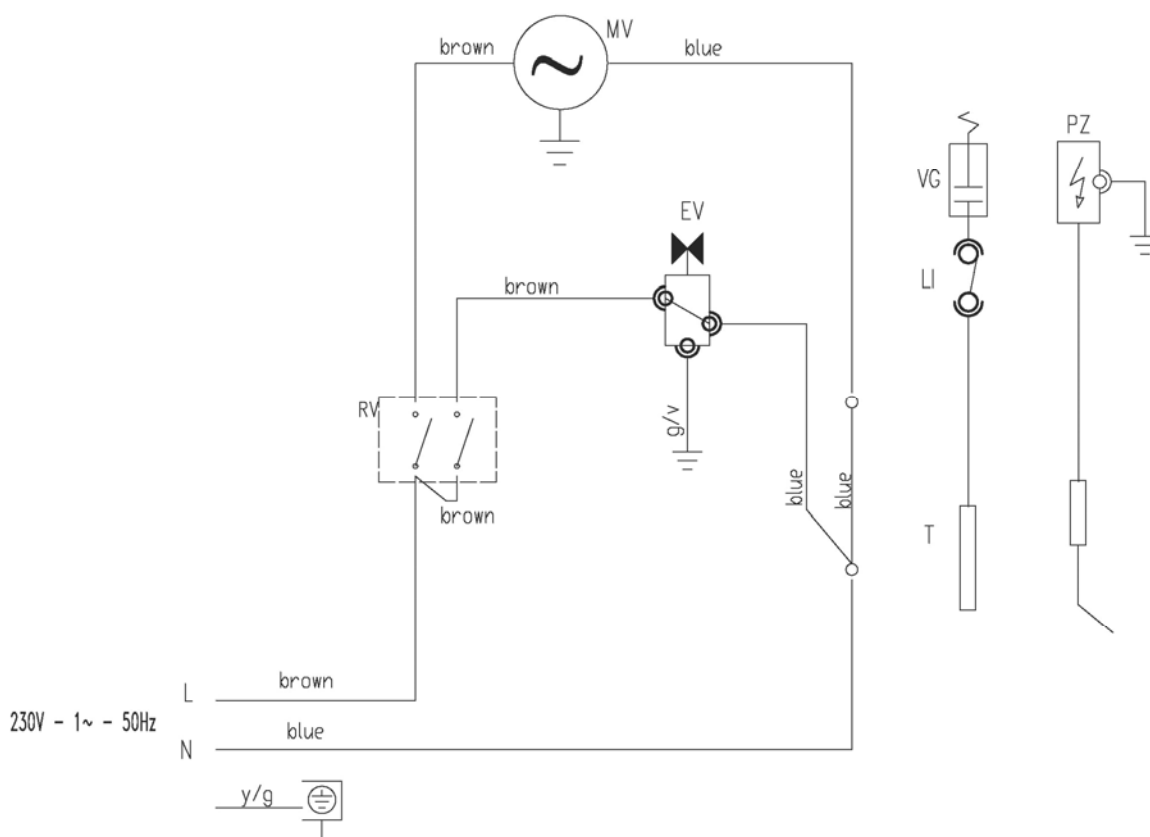 MV
brown
blue
PZ
VG
EV
LI
brown
RV
g/v
blue
blue
brown
T
L
brown
230V - 1~ - 50Hz
N
blue
y/g